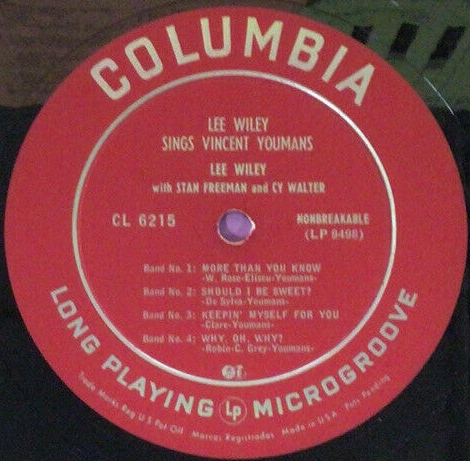 COLUMBIA
LEE WILEY
SINGS VINCENT YOUMANS
LEE WILEY
with STAN FREEMAN and CY WALTER
CL 6215
NONBREAKABLE
(LP 9498)
Band No. 1: MORE THAN YOU KNOW
-W. Rose-Eliscu-Youmans-
Band No. 2: SHOULD I BE SWEET?
-De Sylva-Youmans-
Band No. 3: KEEPIN' MYSELF FOR YOU
-Clare-Youmans-
Band No. 4: WHY, OH, WHY?
-Robin-C. Grey-Youmans-
LONG PLAYING Lp MICROGROOVE
Trade Marks Reg U S Pat Off Marcas Registradas Made in U S A Pats Pending